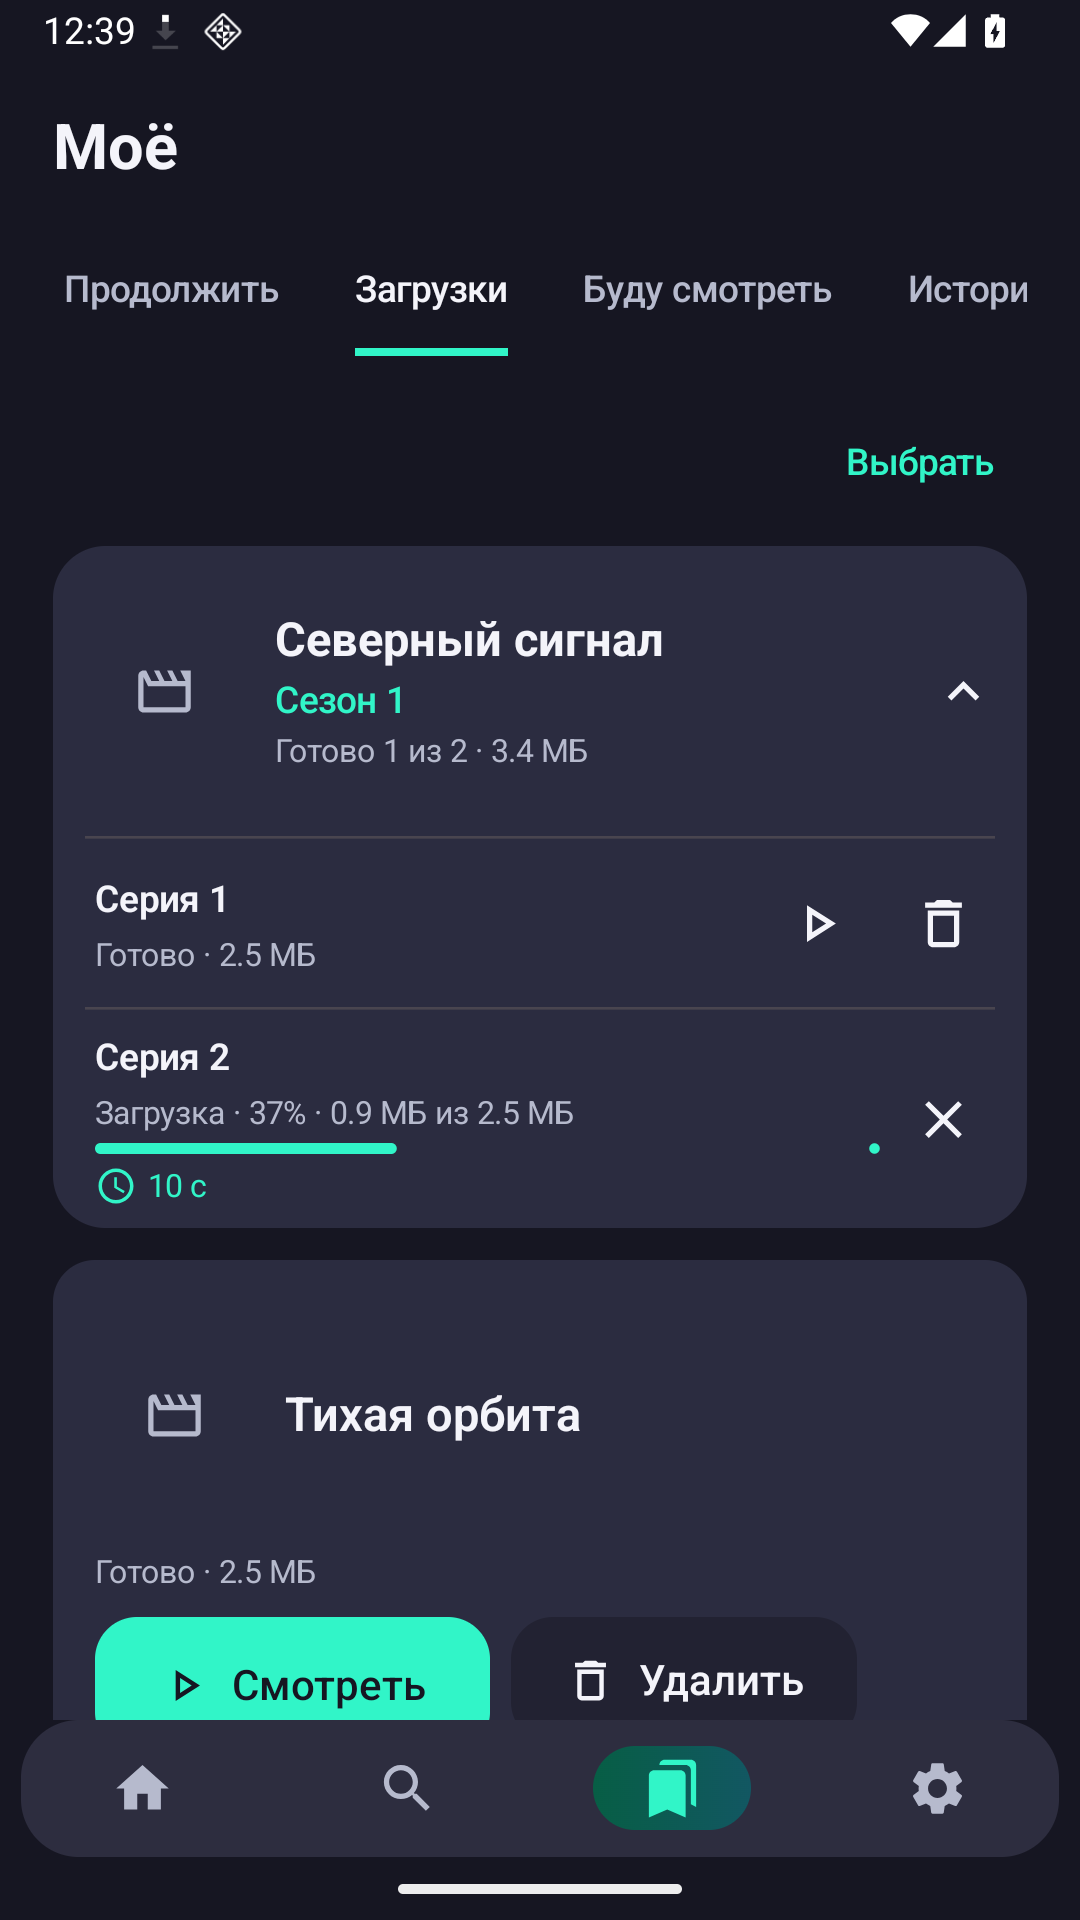 12:39
Моё
Продолжить Загрузки Буду смотреть Истори
Выбрать
Северный сигнал
Сезон 1
Готово 1 из 2 · 3.4 МБ
Серия 1
Готово · 2.5 МБ
Серия 2
Загрузка · 37% · 0.9 МБ из 2.5 МБ
10 с
Тихая орбита
Готово · 2.5 МБ
Смотреть Удалить